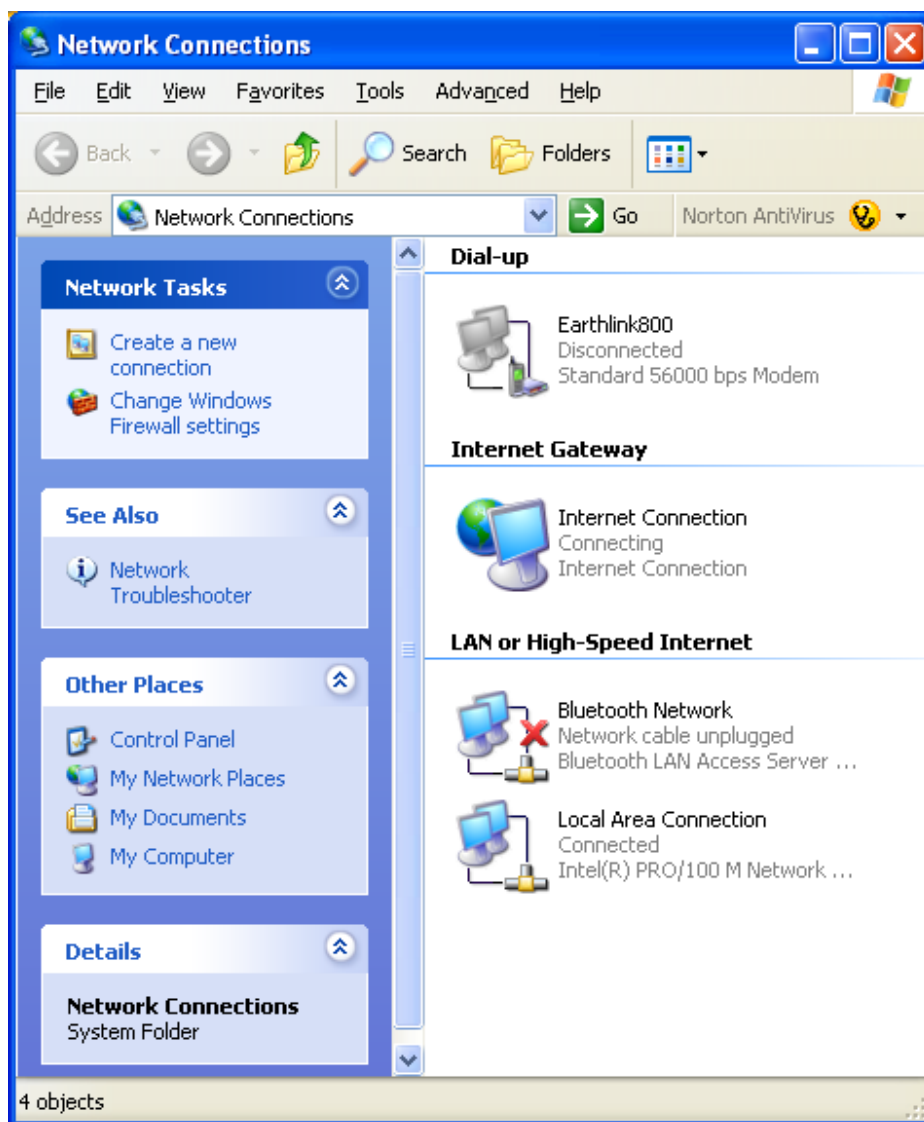 Network Connections
File Edit View Favorites Tools Advanced Help
Back Search Folders
Address Network Connections Go Norton AntiVirus
Network Tasks
Create a new
connection
Change Windows
Firewall settings
See Also
Network
Troubleshooter
Other Places
Control Panel
My Network Places
My Documents
My Computer
Details
Network Connections
System Folder
Dial-up
Earthlink800
Disconnected
Standard 56000 bps Modem
Internet Gateway
Internet Connection
Connecting
Internet Connection
LAN or High-Speed Internet
Bluetooth Network
Network cable unplugged
Bluetooth LAN Access Server ...
Local Area Connection
Connected
Intel(R) PRO/100 M Network ...
4 objects